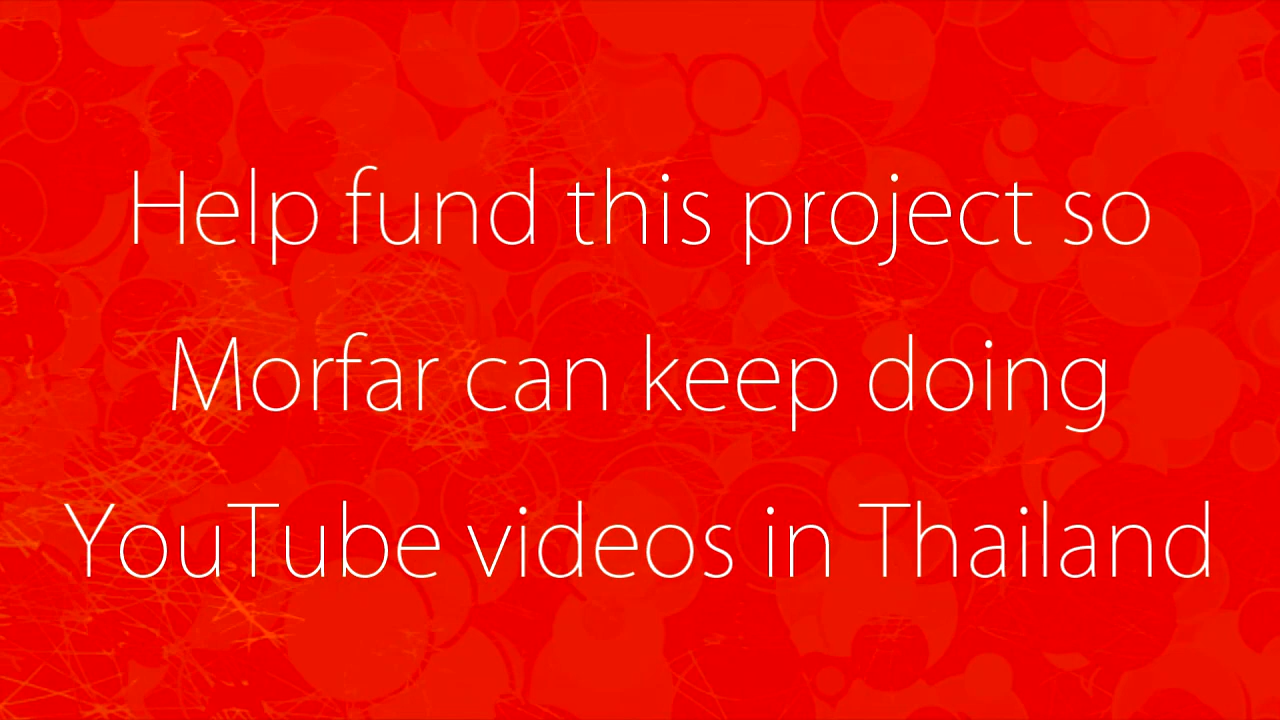 Help fund this project so
Morfar can keep doing
YouTube videos in Thailand